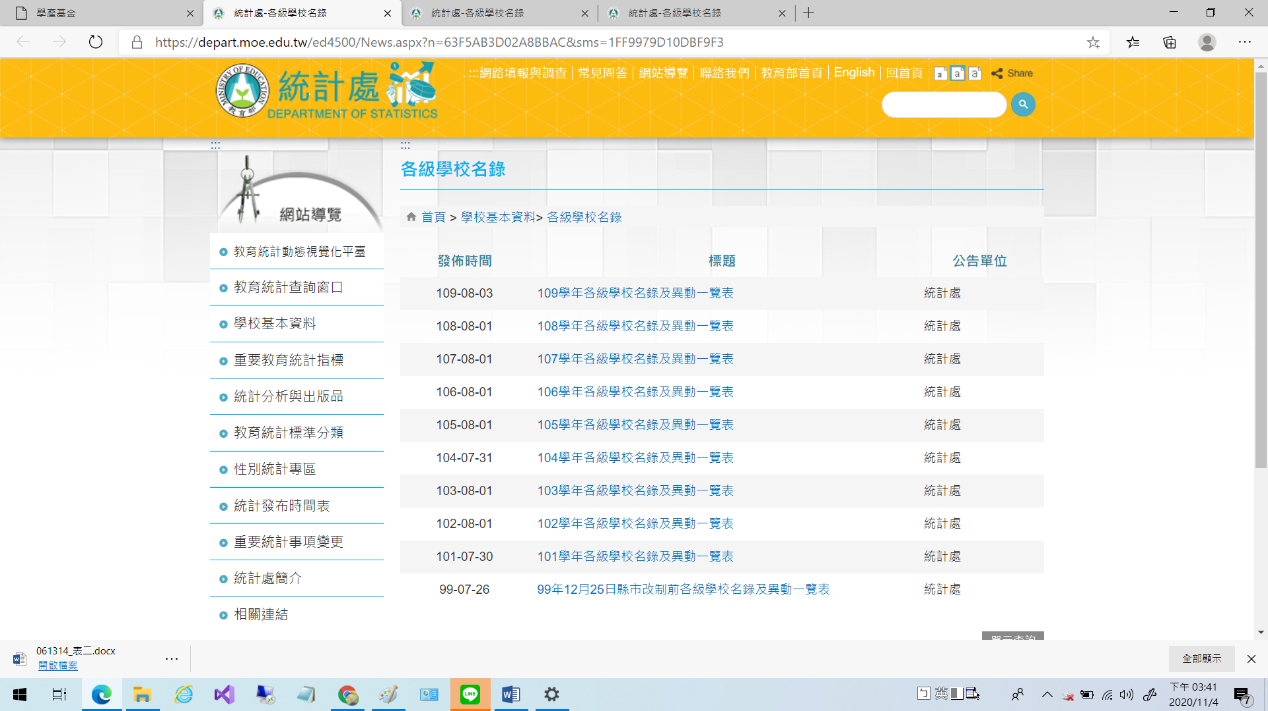 產學基金
統計處-各級學校名錄
統計處-各級學校名錄
統計處-各級學校名錄
https://depart.moe.edu.tw/ed4500/News.aspx?n=63F5AB3D02A8BBAC&sms=1FF9979D10DBF9F3
:::網路填報與調查 | 常見問答 | 網站導覽 | 聯絡我們 | 教育部首頁 | English | 回首頁 a a a Share
MINISTRY OF EDUCATION
教育部
統計處
DEPARTMENT OF STATISTICS
:::
網站導覽
教育統計動態視覺化平臺
教育統計查詢窗口
學校基本資料
重要教育統計指標
統計分析與出版品
教育統計標準分類
性別統計專區
統計發布時間表
重要統計事項變更
統計處簡介
相關連結
:::
各級學校名錄
首頁 > 學校基本資料> 各級學校名錄
發佈時間 標題 公告單位
109-08-03 109學年各級學校名錄及異動一覽表 統計處
108-08-01 108學年各級學校名錄及異動一覽表 統計處
107-08-01 107學年各級學校名錄及異動一覽表 統計處
106-08-01 106學年各級學校名錄及異動一覽表 統計處
105-08-01 105學年各級學校名錄及異動一覽表 統計處
104-07-31 104學年各級學校名錄及異動一覽表 統計處
103-08-01 103學年各級學校名錄及異動一覽表 統計處
102-08-01 102學年各級學校名錄及異動一覽表 統計處
101-07-30 101學年各級學校名錄及異動一覽表 統計處
99-07-26 99年12月25日縣市改制前各級學校名錄及異動一覽表 統計處
061314_表二.docx
開啟檔案
全部顯示
LINE
下午 03:41
2020/11/4
7